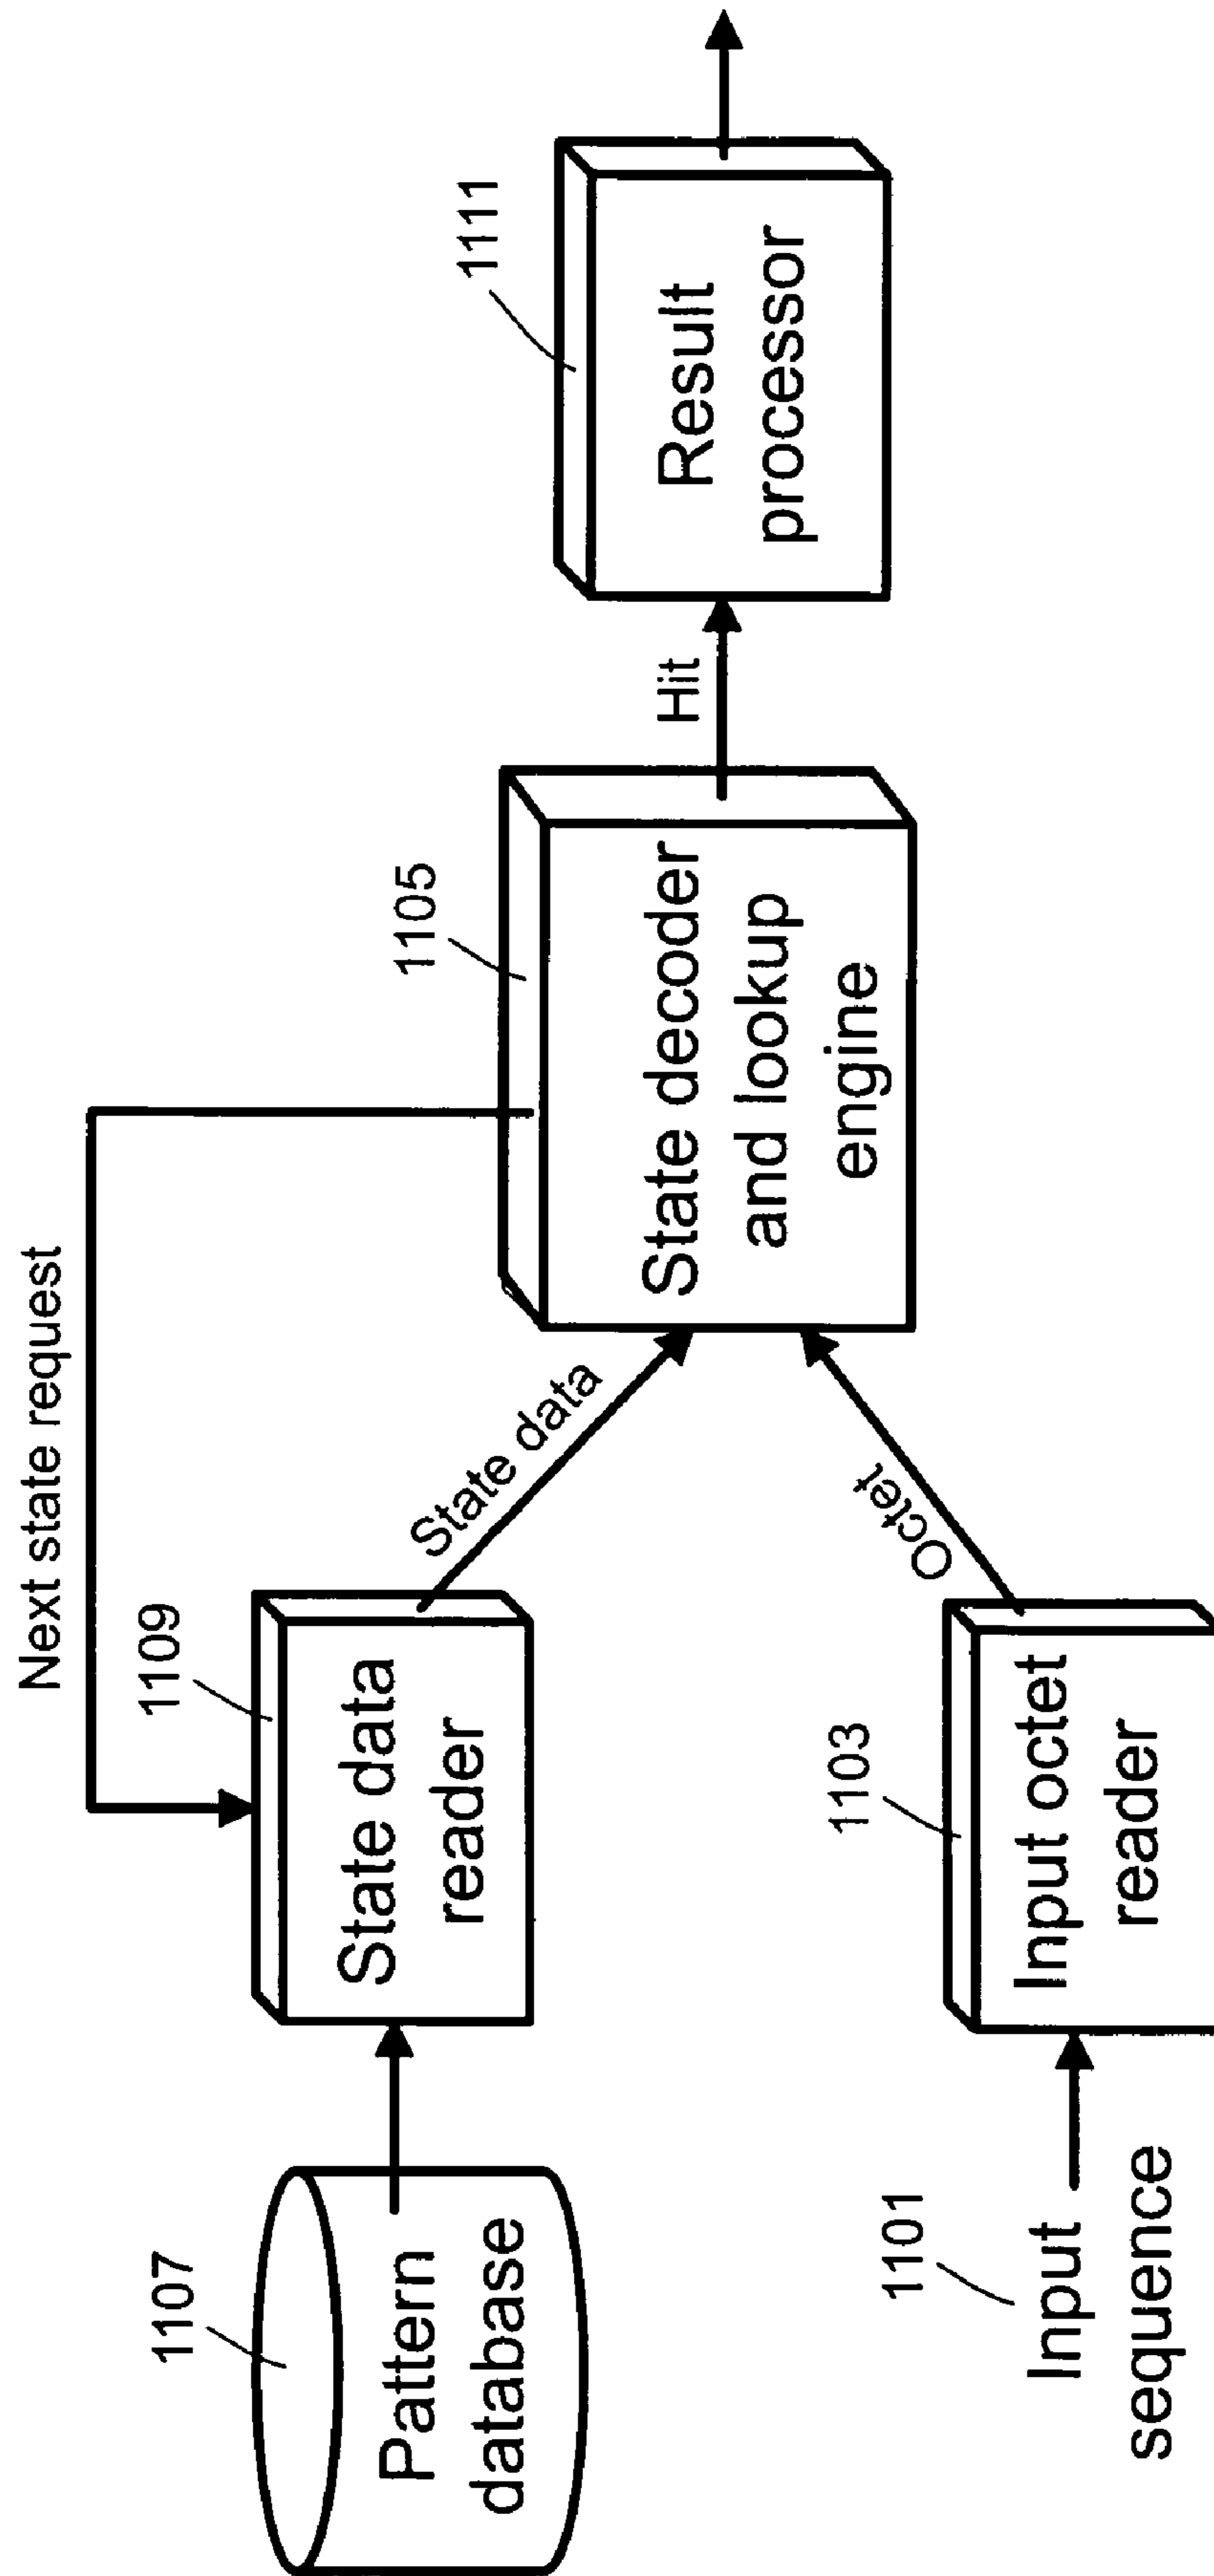 Next state request
1107
Pattern
database
1109
State data
reader
State data
1105
State decoder
and lookup
engine
Hit
1111
Result
processor
1101
Input
sequence
1103
Input octet
reader
Octet